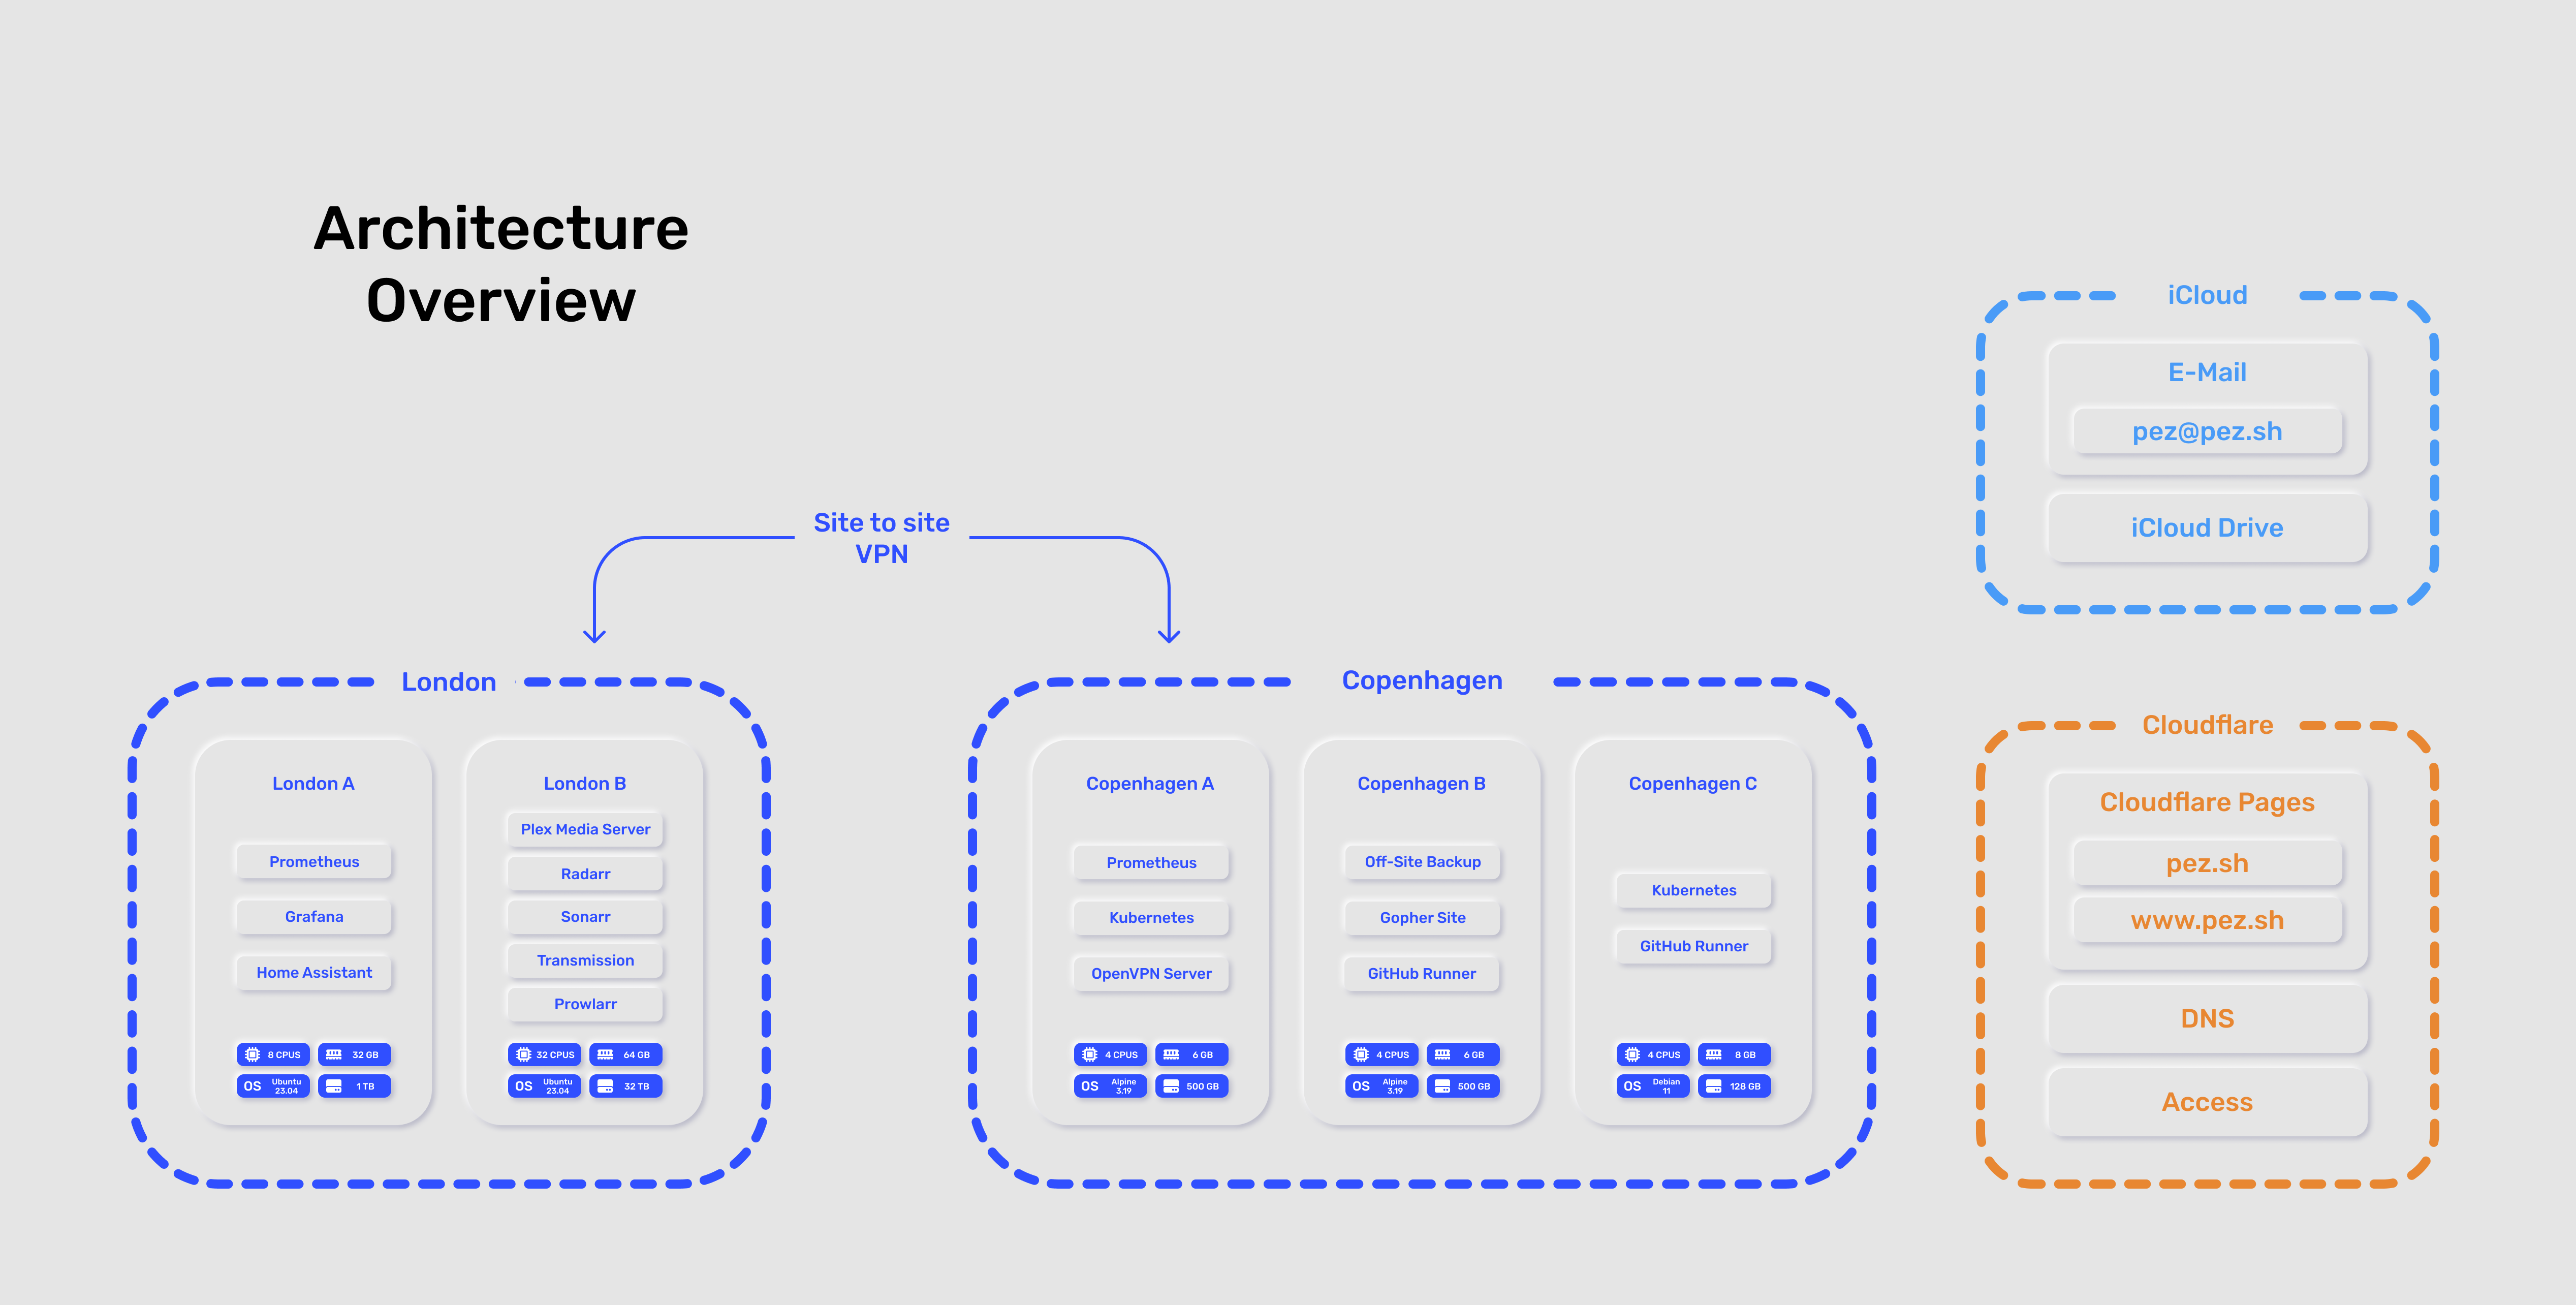 Architecture
Overview
Site to site
VPN
London
London A
Prometheus
Grafana
Home Assistant
8 CPUS
32 GB
OS
Ubuntu
23.04
1 TB
London B
Plex Media Server
Radarr
Sonarr
Transmission
Prowlarr
32 CPUS
64 GB
OS
Ubuntu
23.04
32 TB
Copenhagen
Copenhagen A
Prometheus
Kubernetes
OpenVPN Server
4 CPUS
6 GB
OS
Alpine
3.19
500 GB
Copenhagen B
Off-Site Backup
Gopher Site
GitHub Runner
4 CPUS
6 GB
OS
Alpine
3.19
500 GB
Copenhagen C
Kubernetes
GitHub Runner
4 CPUS
8 GB
OS
Debian
11
128 GB
iCloud
E-Mail
pez@pez.sh
iCloud Drive
Cloudflare
Cloudflare Pages
pez.sh
www.pez.sh
DNS
Access